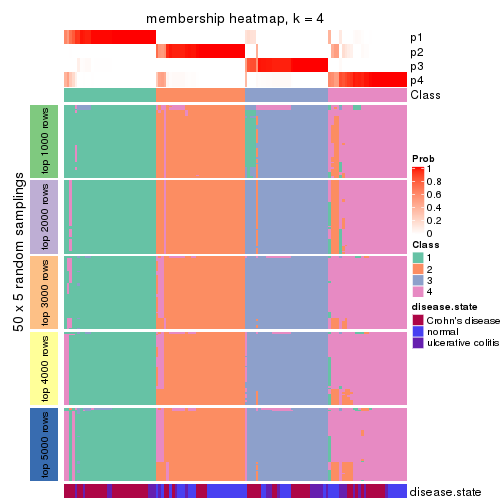 membership heatmap, k = 4
p1
p2
p3
p4
Class
50 x 5 random samplings
top 1000 rows
top 2000 rows
top 3000 rows
top 4000 rows
top 5000 rows
Prob
1
0.8
0.6
0.4
0.2
0
Class
1
2
3
4
disease.state
Crohn's disease
normal
ulcerative colitis
disease.state